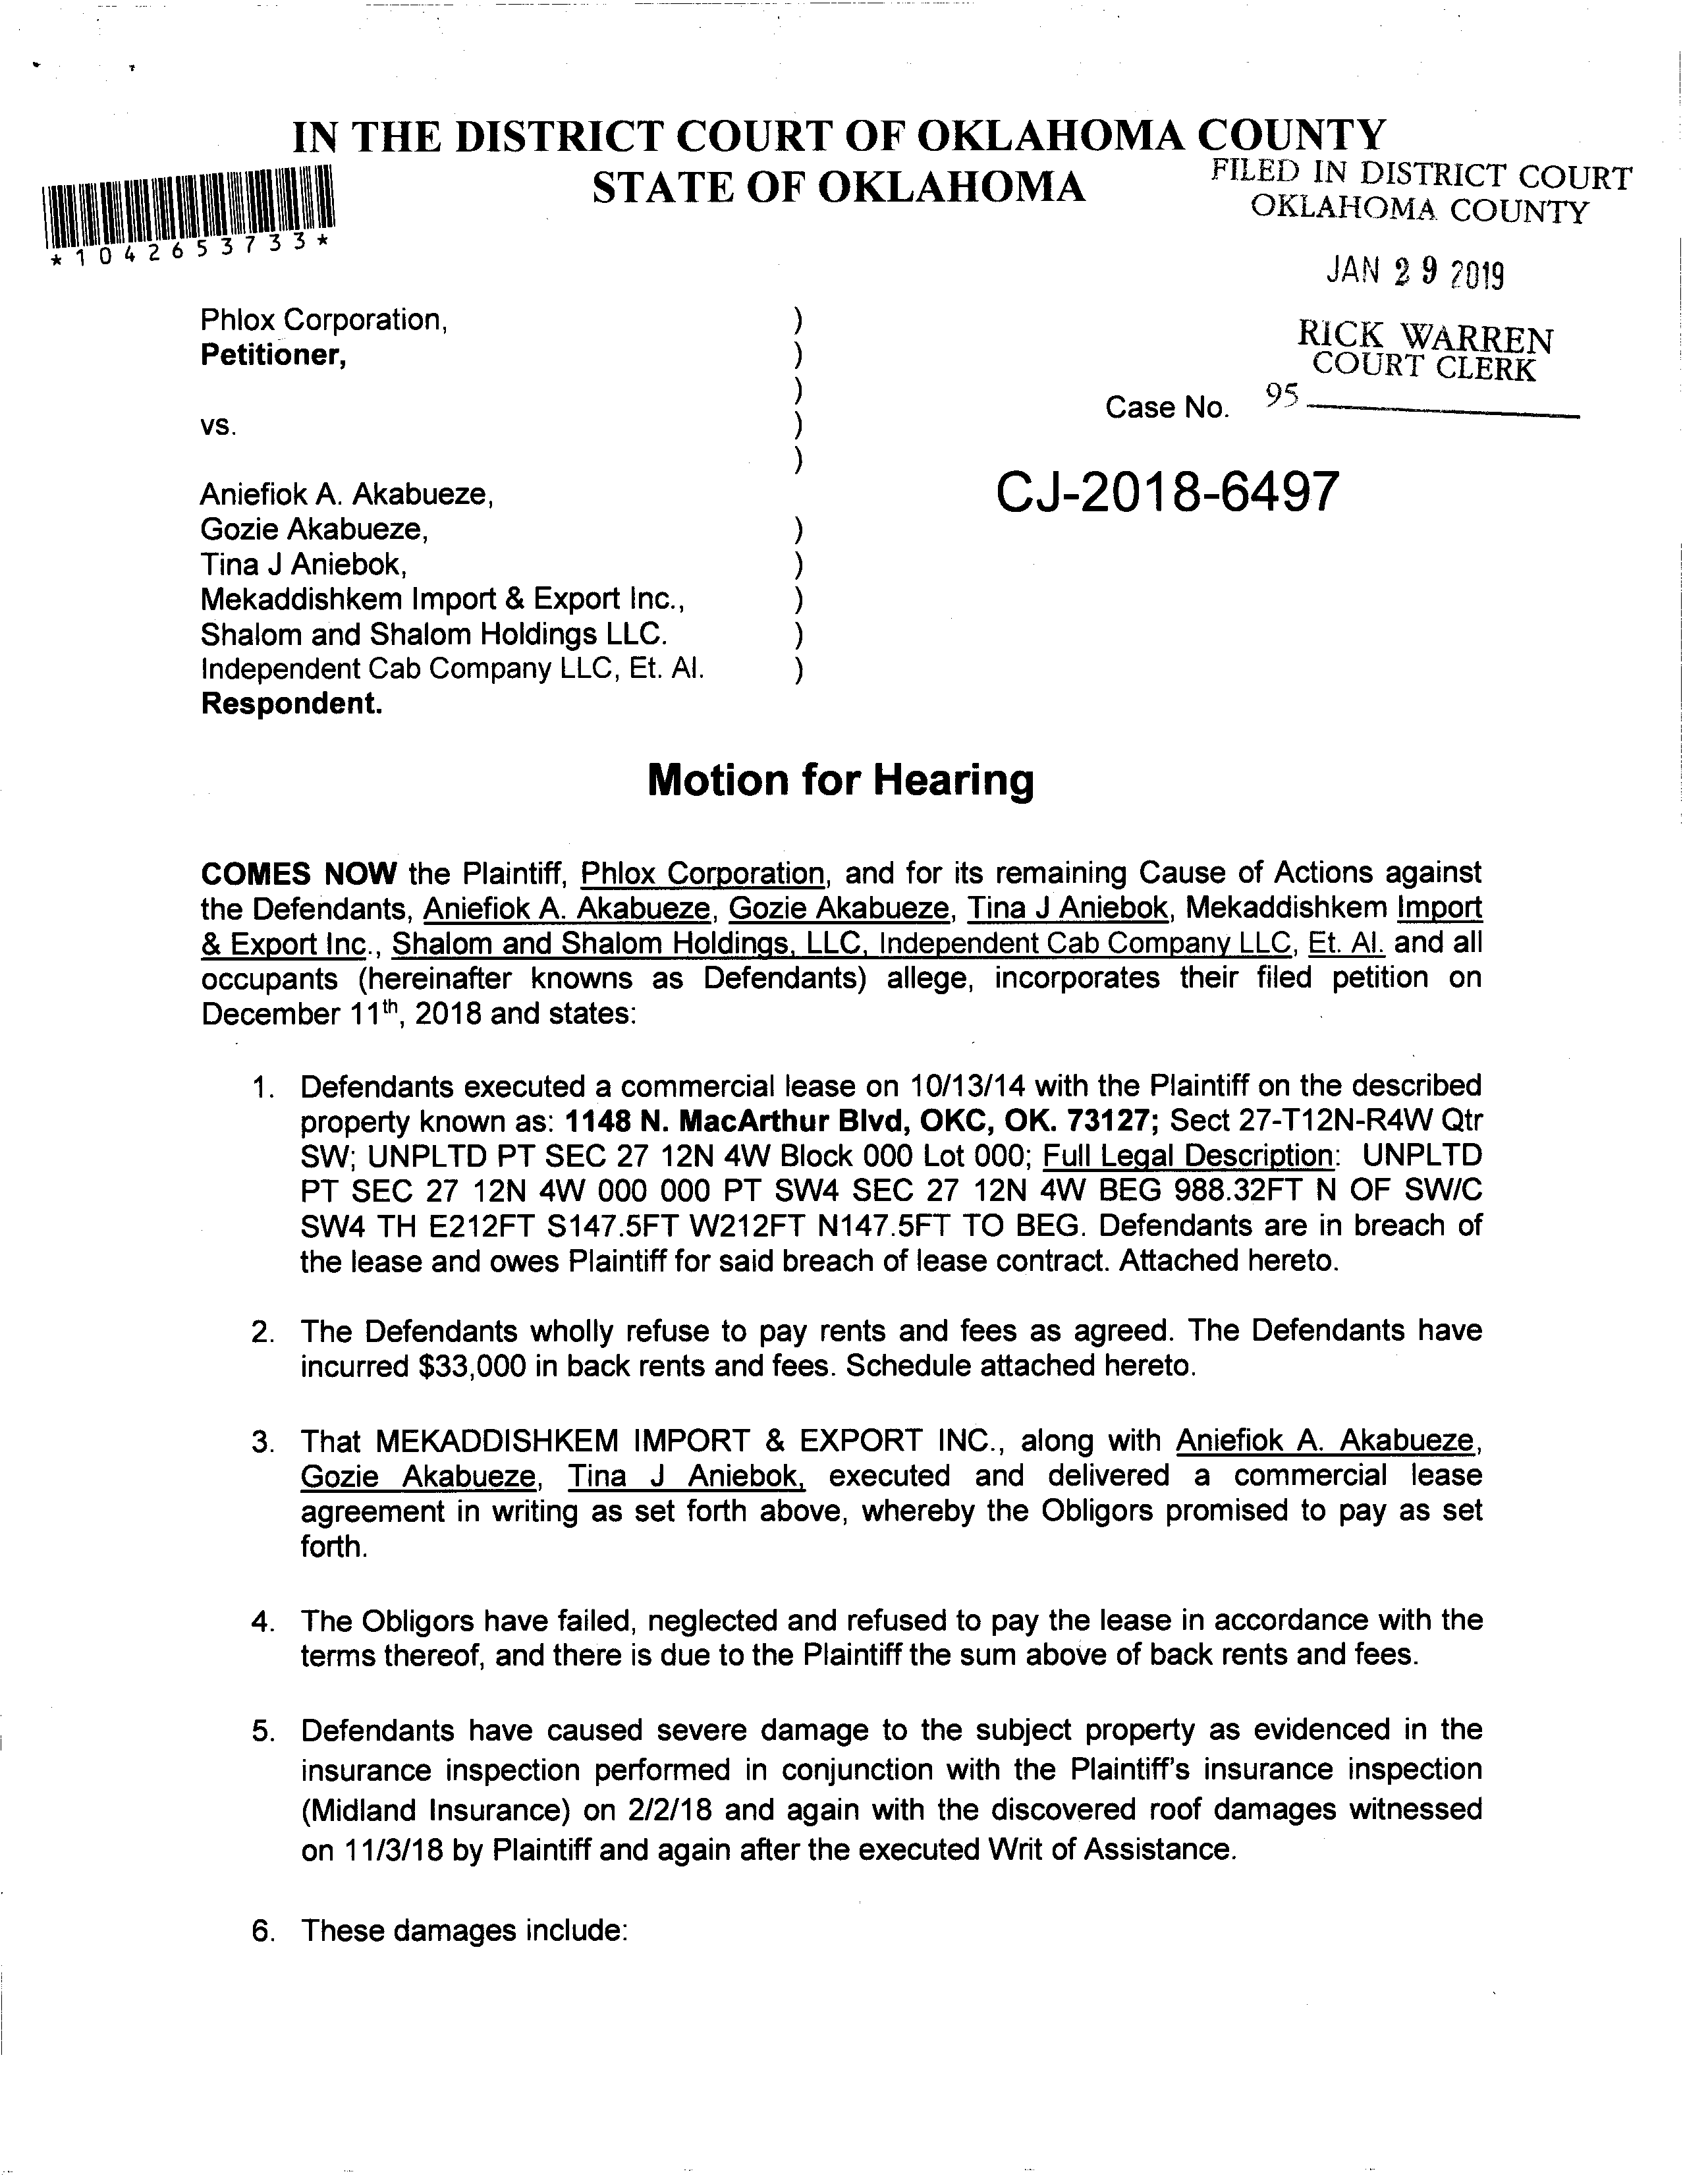 IN THE DISTRICT COURT OF OKLAHOMA COUNTY
STATE OF OKLAHOMA
FILED IN DISTRICT COURT
OKLAHOMA COUNTY
*1042653733*
JAN 29 2019
RICK WARREN
COURT CLERK
95
Phlox Corporation, )
Petitioner, )
)
Case No.
vs. )
)
Aniefiok A. Akabueze,
CJ-2018-6497
Gozie Akabueze, )
Tina J Aniebok, )
Mekaddishkem Import & Export Inc., )
Shalom and Shalom Holdings LLC. )
Independent Cab Company LLC, Et. Al. )
Respondent.
Motion for Hearing
COMES NOW the Plaintiff, Phlox Corporation, and for its remaining Cause of Actions against
the Defendants, Aniefiok A. Akabueze, Gozie Akabueze, Tina J Aniebok, Mekaddishkem Import
& Export Inc., Shalom and Shalom Holdings, LLC, Independent Cab Company LLC, Et. Al. and all
occupants (hereinafter knowns as Defendants) allege, incorporates their filed petition on
December 11th, 2018 and states:
1. Defendants executed a commercial lease on 10/13/14 with the Plaintiff on the described
property known as: 1148 N. MacArthur Blvd, OKC, OK. 73127; Sect 27-T12N-R4W Qtr
SW; UNPLTD PT SEC 27 12N 4W Block 000 Lot 000; Full Legal Description: UNPLTD
PT SEC 27 12N 4W 000 000 PT SW4 SEC 27 12N 4W BEG 988.32FT N OF SW/C
SW4 TH E212FT S147.5FT W212FT N147.5FT TO BEG. Defendants are in breach of
the lease and owes Plaintiff for said breach of lease contract. Attached hereto.
2. The Defendants wholly refuse to pay rents and fees as agreed. The Defendants have
incurred $33,000 in back rents and fees. Schedule attached hereto.
3. That MEKADDISHKEM IMPORT & EXPORT INC., along with Aniefiok A. Akabueze,
Gozie Akabueze, Tina J Aniebok, executed and delivered a commercial lease
agreement in writing as set forth above, whereby the Obligors promised to pay as set
forth.
4. The Obligors have failed, neglected and refused to pay the lease in accordance with the
terms thereof, and there is due to the Plaintiff the sum above of back rents and fees.
5. Defendants have caused severe damage to the subject property as evidenced in the
insurance inspection performed in conjunction with the Plaintiff's insurance inspection
(Midland Insurance) on 2/2/18 and again with the discovered roof damages witnessed
on 11/3/18 by Plaintiff and again after the executed Writ of Assistance.
6. These damages include: